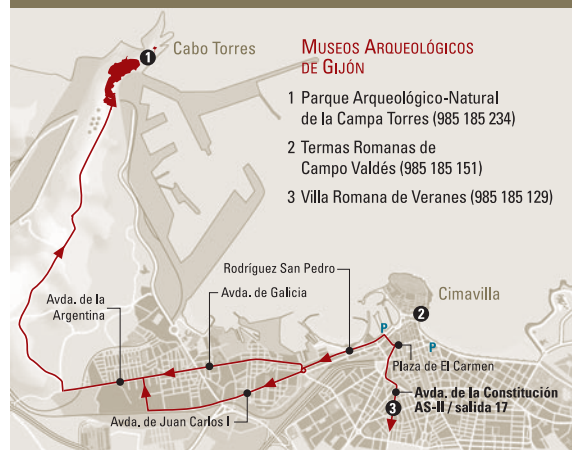 MUSEOS ARQUEOLÓGICOS
DE GIJÓN
1 Parque Arqueológico-Natural
de la Campa Torres (985 185 234)
2 Termas Romanas de
Campo Valdés (985 185 151)
3 Villa Romana de Veranes (985 185 129)
1
Cabo Torres
Rodríguez San Pedro
Avda. de Galicia
Avda. de la
Argentina
Cimavilla
2
P
P
Plaza de El Carmen
Avda. de la Constitución
AS-II / salida 17
3
Avda. de Juan Carlos I